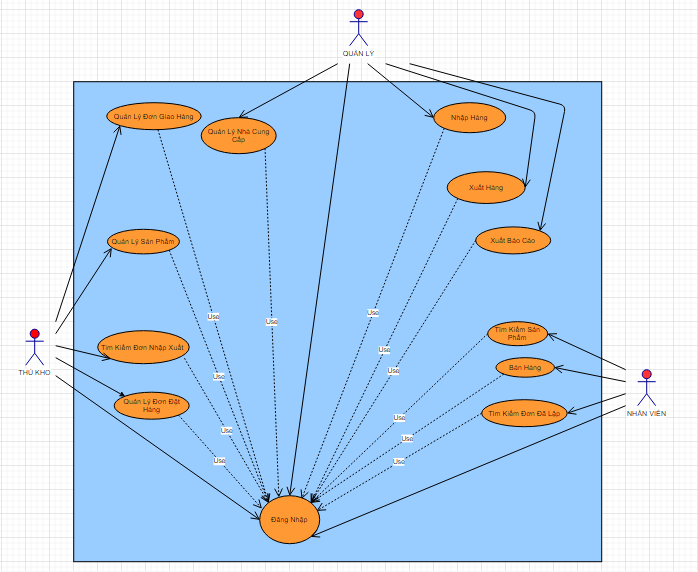 QUẢN LÝ
Quản Lý Đơn Giao Hàng
Quản Lý Nhà Cung
Cấp
Nhập Hàng
Xuất Hàng
Quản Lý Sản Phẩm
Xuất Báo Cáo
Use
Use
Use
Tìm Kiếm Sản
Phẩm
THỦ KHO
Tìm Kiếm Đơn Nhập Xuất
Use
Bán Hàng
Use
Use
Quản Lý Đơn Đặt
Hàng
Tìm Kiếm Đơn Đã Lập
NHÂN VIÊN
Use
Use
Use
Use
Use
Đăng Nhập